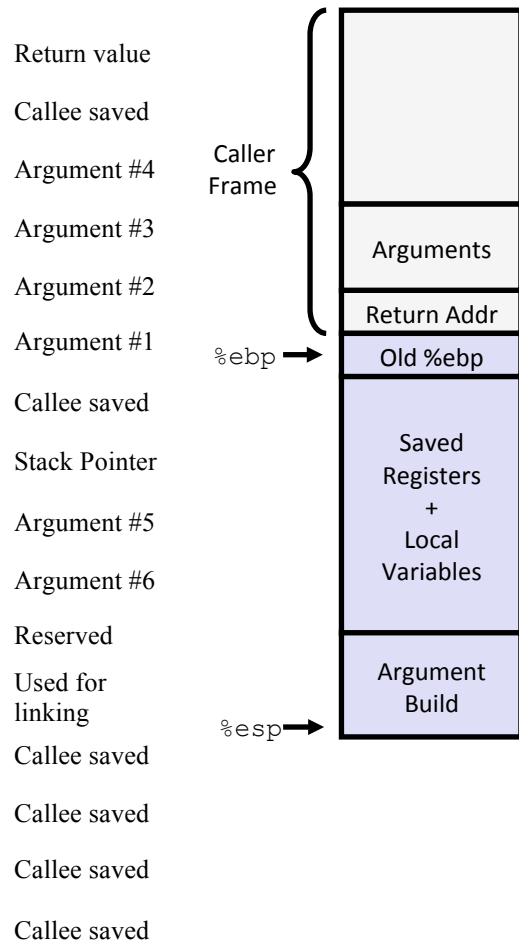 Return value
Callee saved
Argument #4
Argument #3
Argument #2
Argument #1
Callee saved
Stack Pointer
Argument #5
Argument #6
Reserved
Used for
linking
Callee saved
Callee saved
Callee saved
Callee saved
Caller
Frame
Arguments
Return Addr
%ebp
Old %ebp
Saved
Registers
+
Local
Variables
Argument
Build
%esp